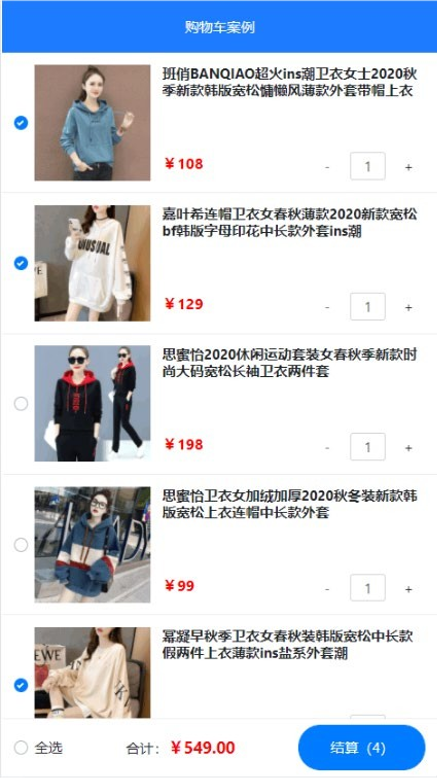 购物车案例
班俏BANQIAO超火ins潮卫衣女士2020秋
季新款韩版宽松慵懒风薄款外套带帽上衣
￥108
- 1 +
嘉叶希连帽卫衣女春秋薄款2020新款宽松
bf韩版字母印花中长款外套ins潮
UNUSUAL
￥129
- 1 +
思蜜怡2020休闲运动套装女春秋季新款时
尚大码宽松长袖卫衣两件套
￥198
- 1 +
思蜜怡卫衣女加绒加厚2020秋冬装新款韩
版宽松上衣连帽中长款外套
￥99
- 1 +
幂凝早秋季卫衣女春秋装韩版宽松中长款
假两件上衣薄款ins盐系外套潮
全选
合计：￥549.00
结算（4）